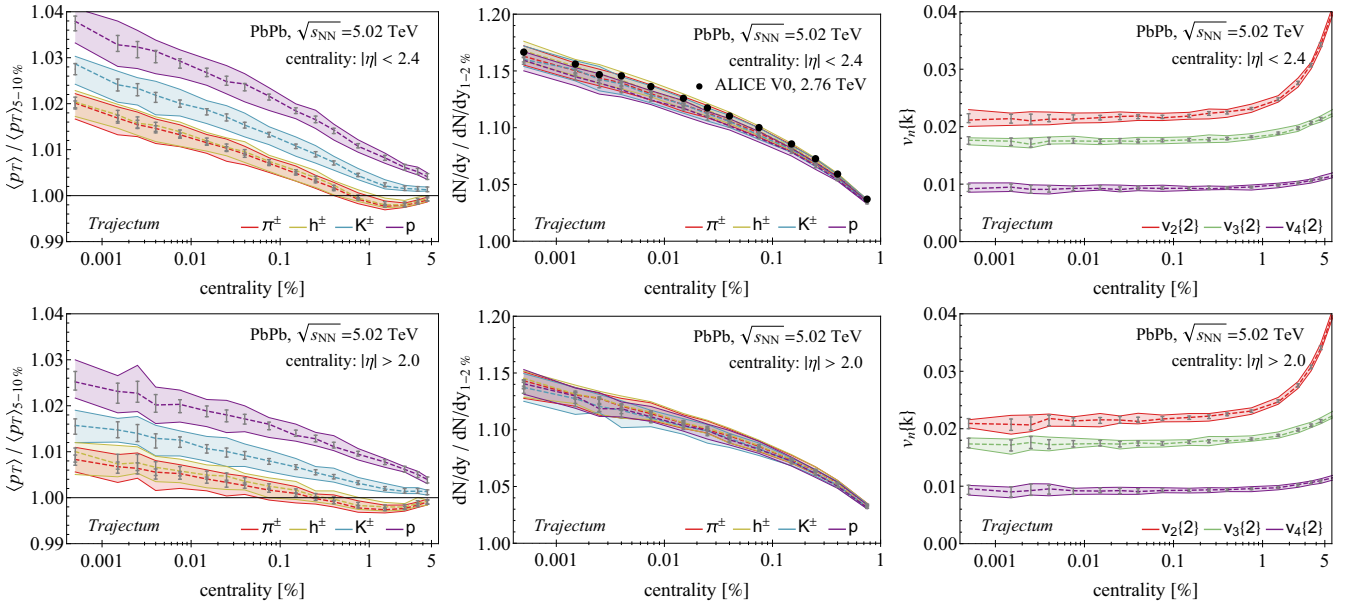 ⟨pT⟩ / ⟨pT⟩5-10 %
1.04
1.03
1.02
1.01
1.00
0.99
PbPb, √sNN =5.02 TeV
centrality: |η| < 2.4
Trajectum
π± h± K± p
0.001 0.01 0.1 1 5
centrality [%]
dN/dy / dN/dy1-2 %
1.20
1.15
1.10
1.05
1.00
PbPb, √sNN =5.02 TeV
centrality: |η| < 2.4
ALICE V0, 2.76 TeV
Trajectum
π± h± K± p
0.001 0.01 0.1 1
centrality [%]
vn{k}
0.04
0.03
0.02
0.01
0.00
PbPb, √sNN =5.02 TeV
centrality: |η| < 2.4
Trajectum
v2{2} v3{2} v4{2}
0.001 0.01 0.1 1 5
centrality [%]
⟨pT⟩ / ⟨pT⟩5-10 %
1.04
1.03
1.02
1.01
1.00
0.99
PbPb, √sNN =5.02 TeV
centrality: |η| > 2.0
Trajectum
π± h± K± p
0.001 0.01 0.1 1 5
centrality [%]
dN/dy / dN/dy1-2 %
1.20
1.15
1.10
1.05
1.00
PbPb, √sNN =5.02 TeV
centrality: |η| > 2.0
Trajectum
π± h± K± p
0.001 0.01 0.1 1
centrality [%]
vn{k}
0.04
0.03
0.02
0.01
0.00
PbPb, √sNN =5.02 TeV
centrality: |η| > 2.0
Trajectum
v2{2} v3{2} v4{2}
0.001 0.01 0.1 1 5
centrality [%]